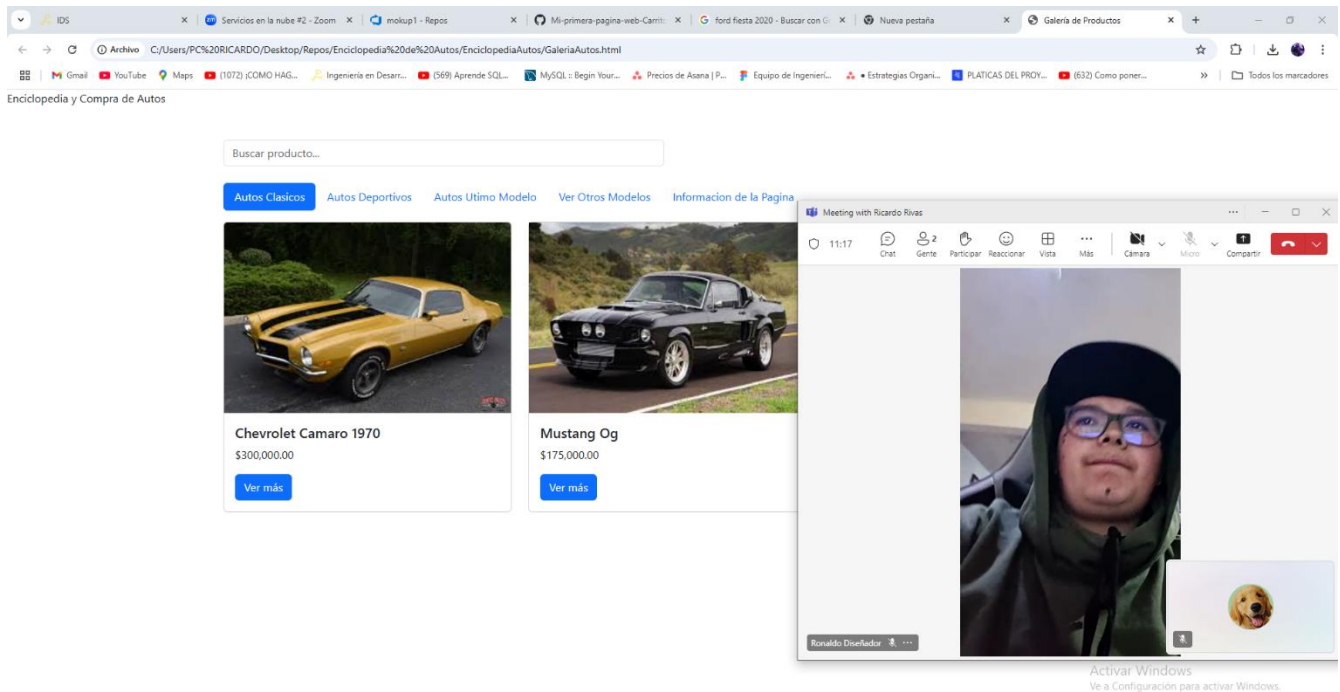 IDS
Servicios en la nube #2 - Zoom
mokup1 - Repos
Mi-primera-pagina-web-Carrito
ford fiesta 2020 - Buscar con G
Nueva pestaña
Galería de Productos
Archivo C:/Users/PC%20RICARDO/Desktop/Repos/Enciclopedia%20de%20Autos/EnciclopediaAutos/GaleriaAutos.html
Gmail
YouTube
Maps
(1072) ¡COMO HAG...
Ingeniería en Desarr...
(569) Aprende SQL...
MySQL :: Begin Your...
Precios de Asana | P...
Equipo de Ingenierí...
• Estrategias Organi...
PLATICAS DEL PROY...
(632) Como poner...
Todos los marcadores
Enciclopedia y Compra de Autos
Buscar producto...
Autos Clasicos
Autos Deportivos
Autos Utimo Modelo
Ver Otros Modelos
Informacion de la Pagina
Chevrolet Camaro 1970
$300,000.00
Ver más
Mustang Og
$175,000.00
Ver más
Meeting with Ricardo Rivas
11:17
Chat
Gente
2
Participar
Reaccionar
Vista
Más
Cámara
Micro
Compartir
Ronaldo Diseñador
Activar Windows
Ve a Configuración para activar Windows.